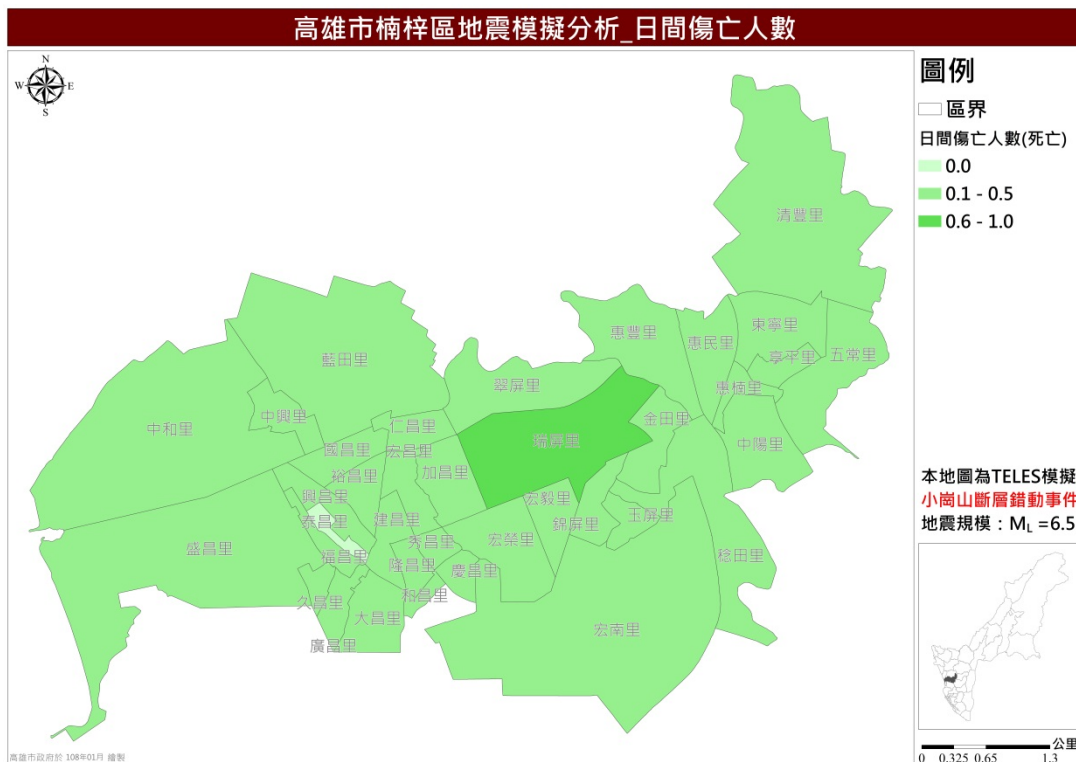 高雄市楠梓區地震模擬分析_日間傷亡人數
N
W E
S
圖例
區界
日間傷亡人數(死亡)
0.0
0.1 - 0.5
0.6 - 1.0
清豐里
惠豐里
惠民里
東寧里
享平里
五常里
藍田里
翠屏里
惠楠里
中和里
中興里
仁昌里
金田里
國昌里
宏昌里
瑞屏里
中陽里
裕昌里
加昌里
興昌里
宏毅里
泰昌里
建昌里
錦屏里
玉屏里
盛昌里
福昌里
秀昌里
宏榮里
稔田里
隆昌里
慶昌里
久昌里
和昌里
大昌里
宏南里
廣昌里
本地圖為TELES模擬
小崗山斷層錯動事件
地震規模：ML =6.5
公里
0 0.325 0.65 1.3
高雄市政府於 108年01月 繪製